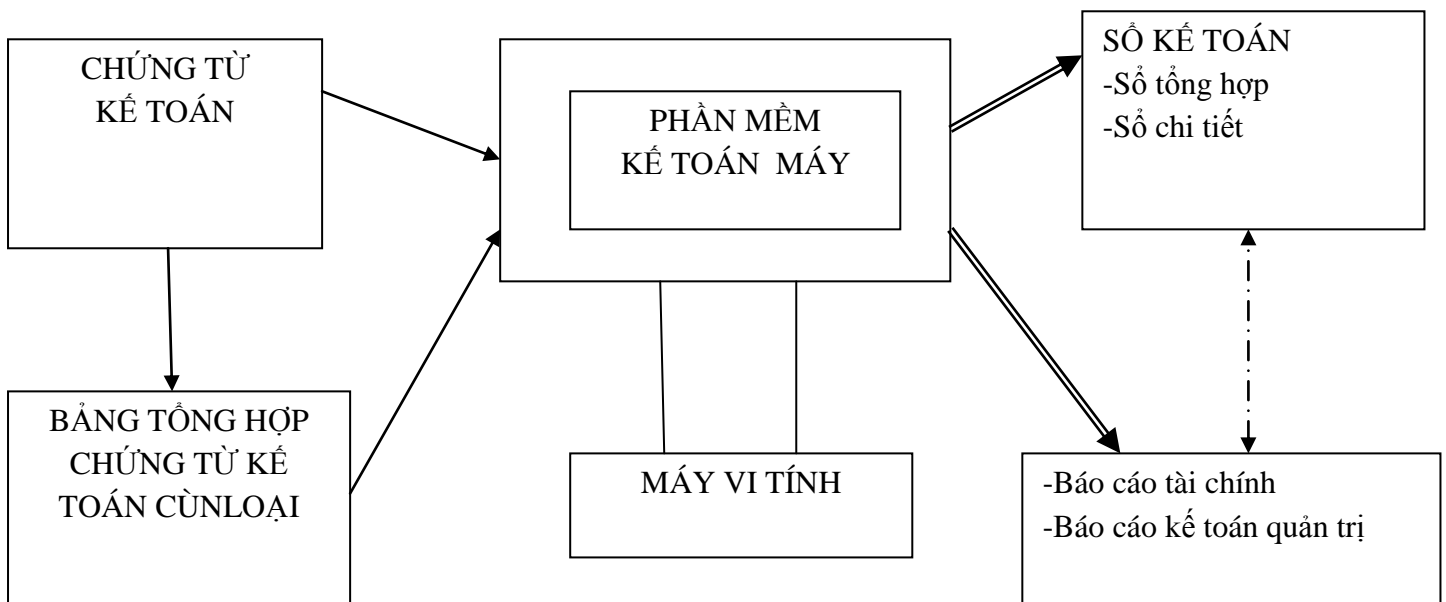 CHỨNG TỪ
KẾ TOÁN
PHẦN MỀM
KẾ TOÁN MÁY
SỔ KẾ TOÁN
-Sổ tổng hợp
-Sổ chi tiết
BẢNG TỔNG HỢP
CHỨNG TỪ KẾ
TOÁN CÙNLOẠI
MÁY VI TÍNH
-Báo cáo tài chính
-Báo cáo kế toán quản trị